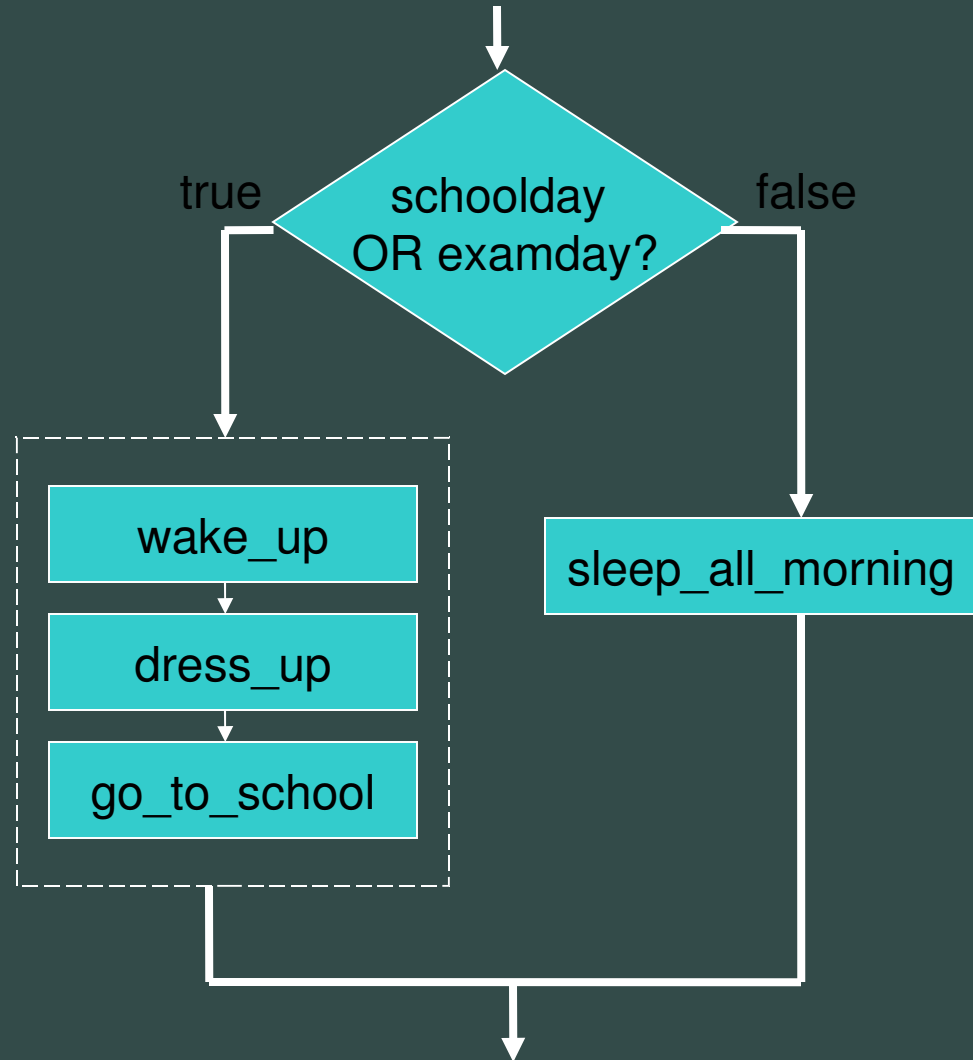 true
schoolday
OR examday?
false
wake_up
dress_up
go_to_school
sleep_all_morning